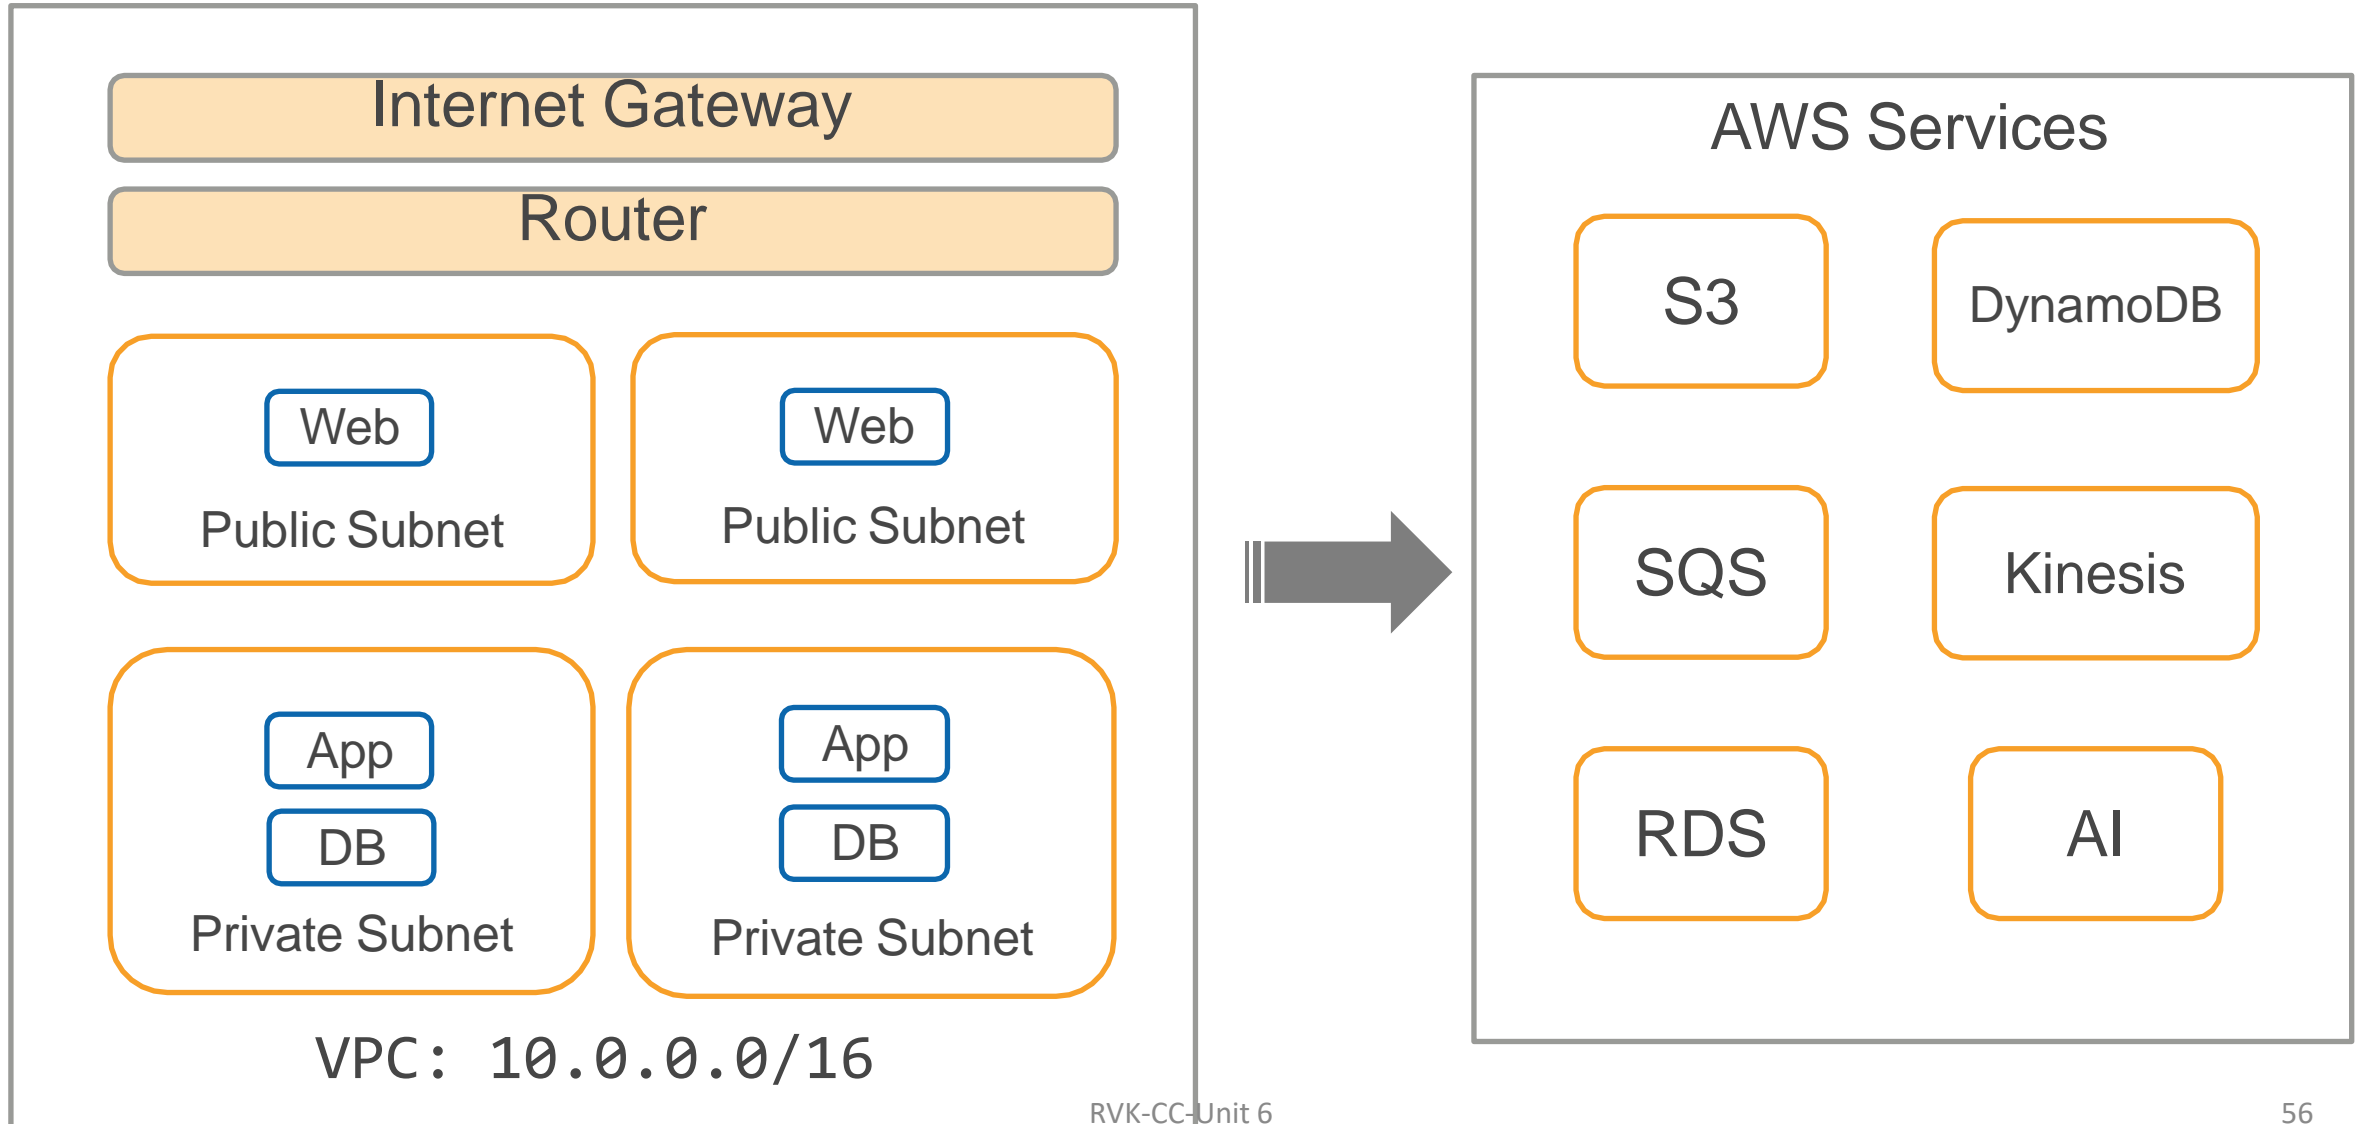 Internet Gateway
Router
Web
Public Subnet
Web
Public Subnet
App
DB
Private Subnet
App
DB
Private Subnet
VPC: 10.0.0.0/16
AWS Services
S3
DynamoDB
SQS
Kinesis
RDS
AI
RVK-CC-Unit 6
56